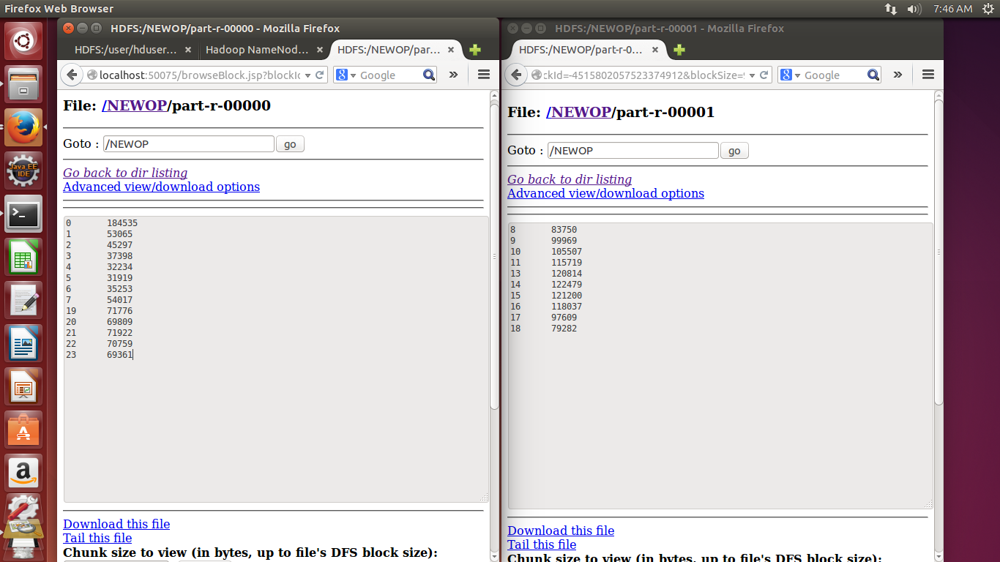 Firefox Web Browser
7:46 AM
HDFS:/NEWOP/part-r-00000 - Mozilla Firefox
HDFS:/user/hduser...
Hadoop NameNod...
HDFS:/NEWOP/par...
localhost:50075/browseBlock.jsp?blockId
Google
File: /NEWOP/part-r-00000
Goto : /NEWOP go
Go back to dir listing
Advanced view/download options
0 184535
1 53065
2 45297
3 37398
4 32234
5 31919
6 35253
7 54017
19 71776
20 69809
21 71922
22 70759
23 69361
Download this file
Tail this file
Chunk size to view (in bytes, up to file's DFS block size):
HDFS:/NEWOP/part-r-00001 - Mozilla Firefox
HDFS:/NEWOP/part-r-0...
ckId=-4515802057523374912&blockSize=
Google
File: /NEWOP/part-r-00001
Goto : /NEWOP go
Go back to dir listing
Advanced view/download options
8 83750
9 99969
10 105507
11 115719
13 120814
14 122479
15 121200
16 118037
17 97609
18 79282
Download this file
Tail this file
Chunk size to view (in bytes, up to file's DFS block size):
Java EE
IDE